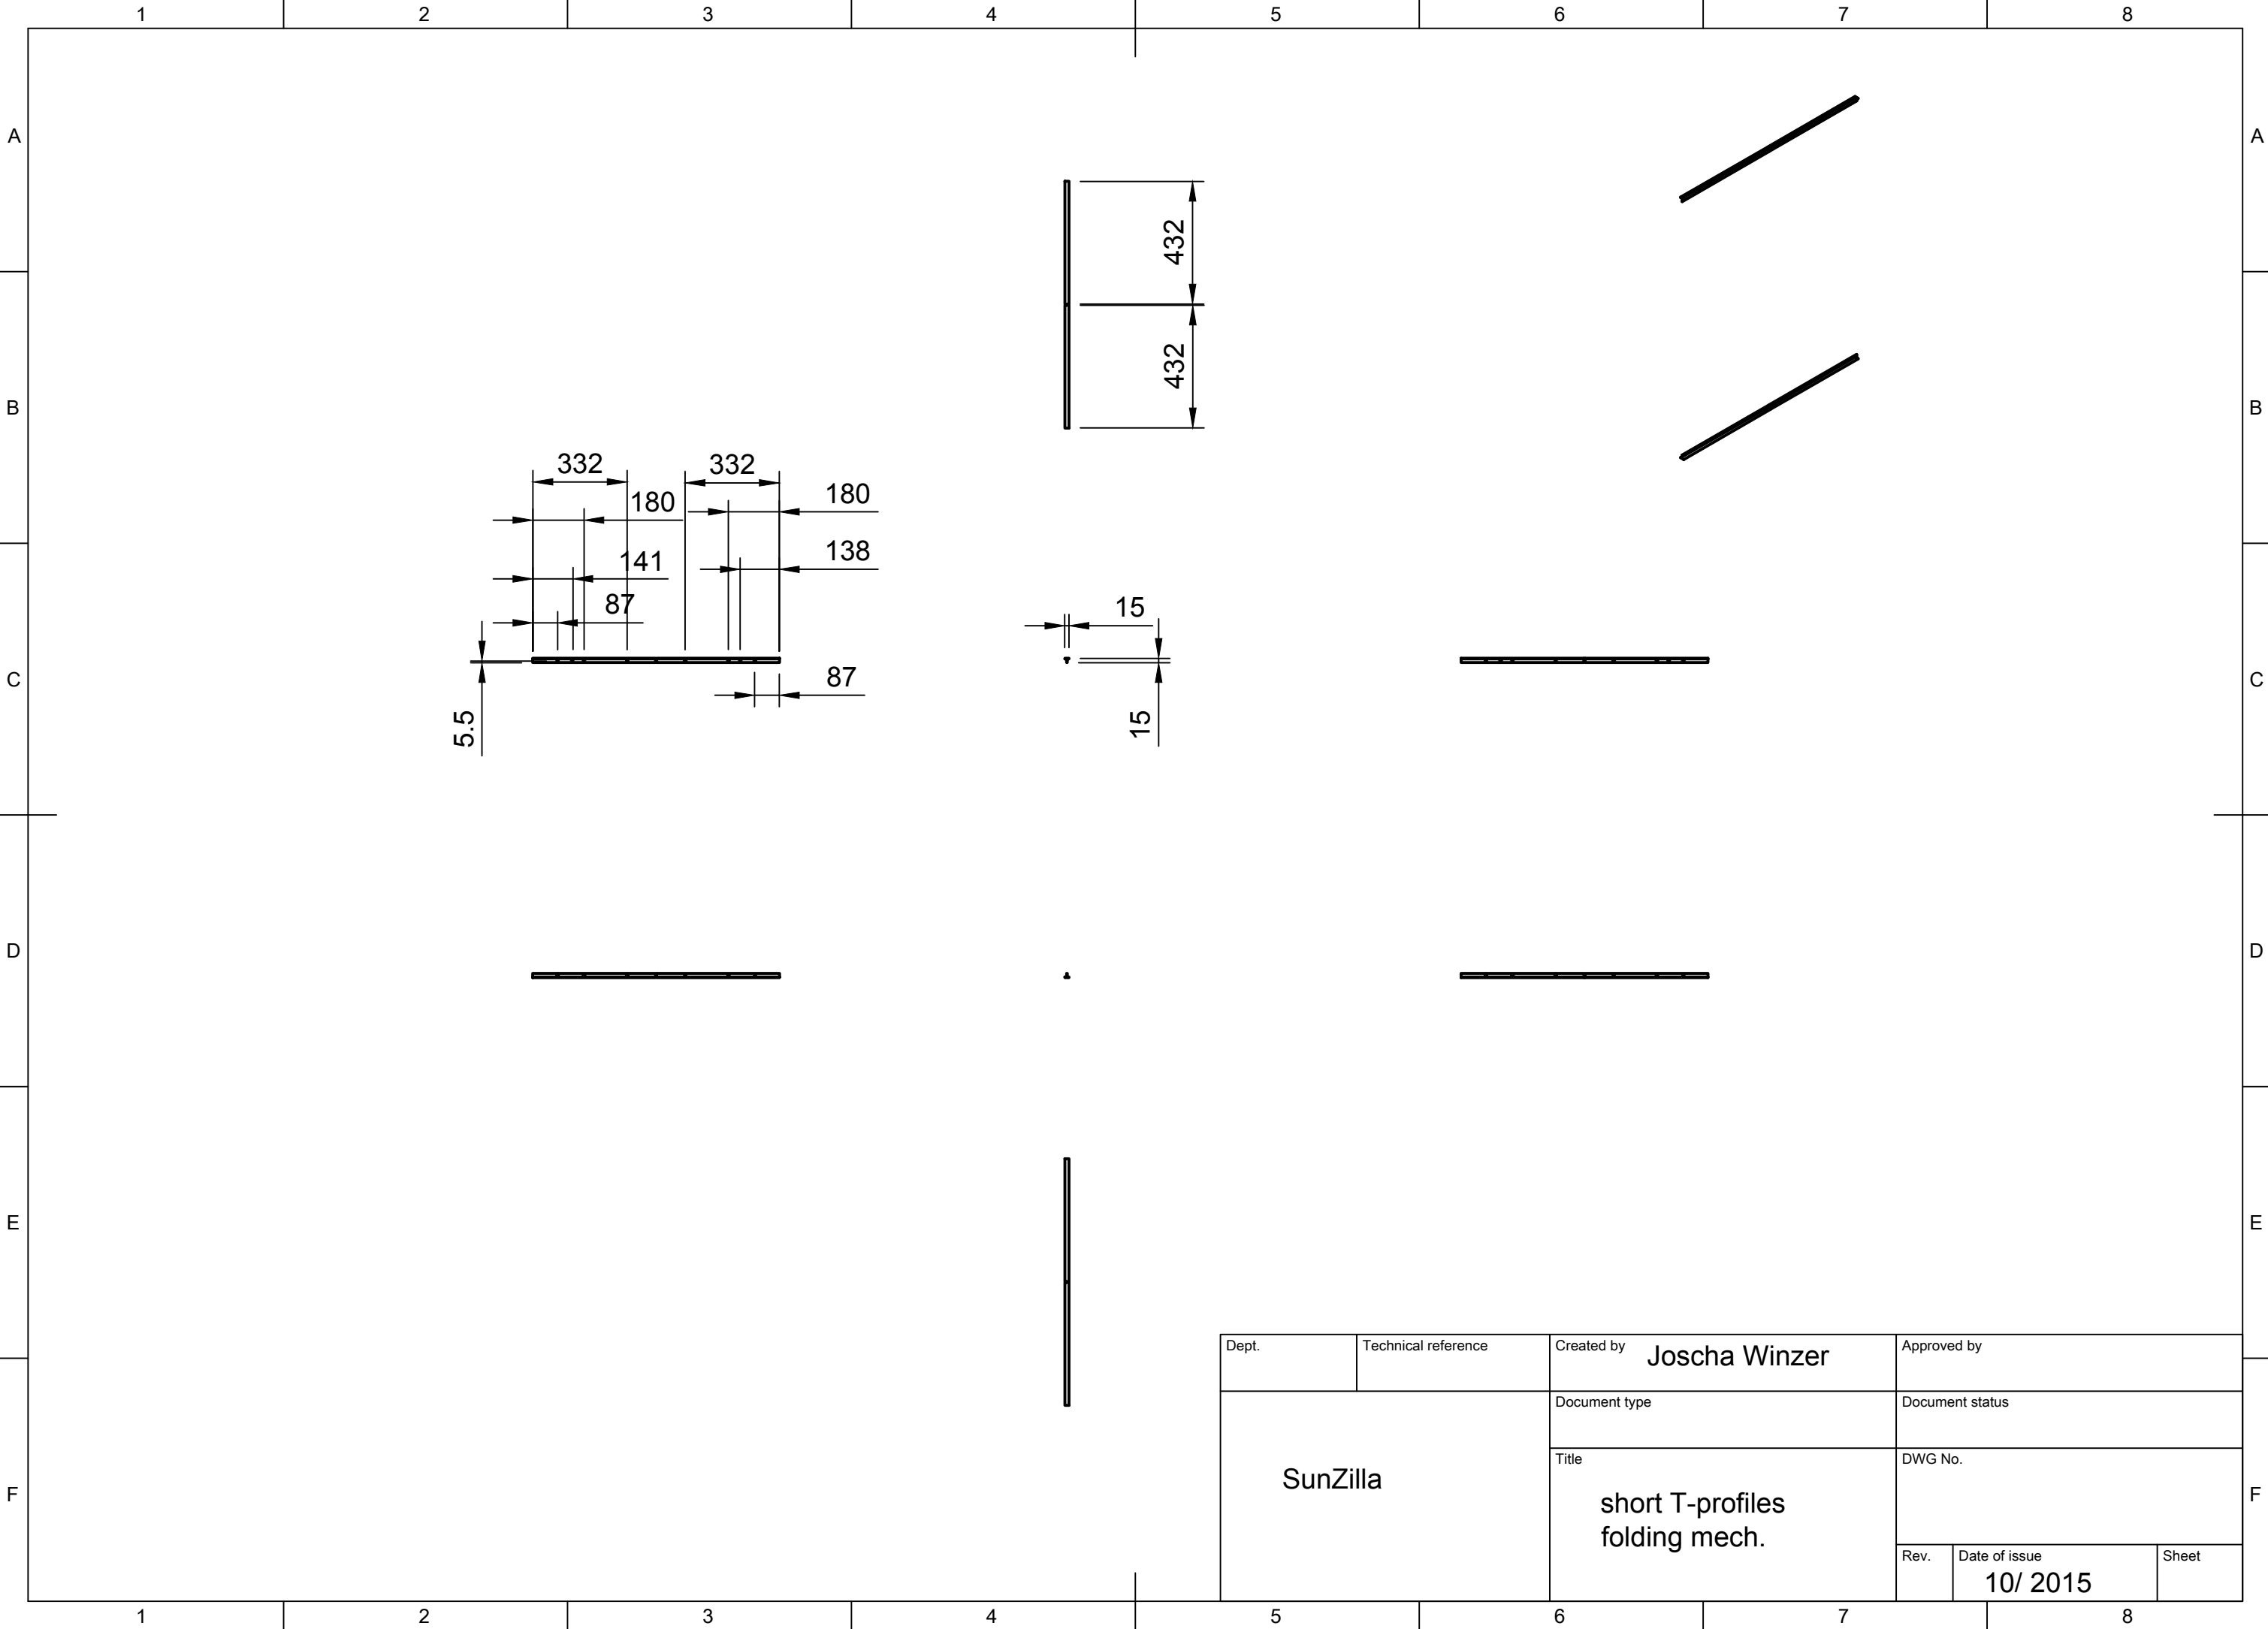 1 2 3 4 5 6 7 8
A A
432
B B
432
332 332
180 180
141 138
87
15
C C
87
5.5 15
D D
E E
Dept. Technical reference Created by Joscha Winzer Approved by
Document type Document status
SunZilla
Title DWG No.
short T-profiles
folding mech.
F F
Rev. Date of issue Sheet
10/ 2015
1 2 3 4 5 6 7 8